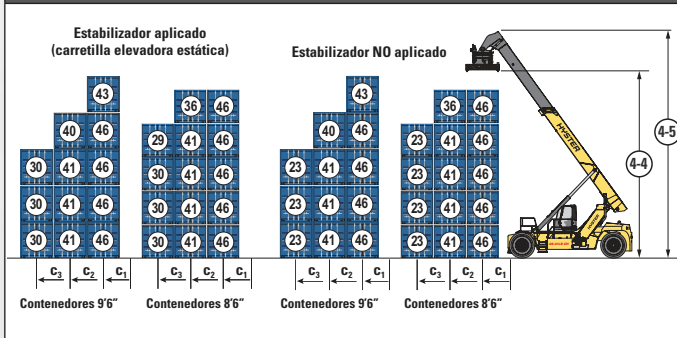 Estabilizador aplicado
(carretilla elevadora estática)
Estabilizador NO aplicado
43
40 46
30 41 46
30 41 46
30 41 46
36 46
29 41 46
30 41 46
30 41 46
30 41 46
43
40 46
23 41 46
23 41 46
23 41 46
36 46
23 41 46
23 41 46
23 41 46
23 41 46
HYSTER
HYSTER
4-5
4-4
C3 C2 C1
C3 C2 C1
C3 C2 C1
C3 C2 C1
Contenedores 9'6"
Contenedores 8'6"
Contenedores 9'6"
Contenedores 8'6"